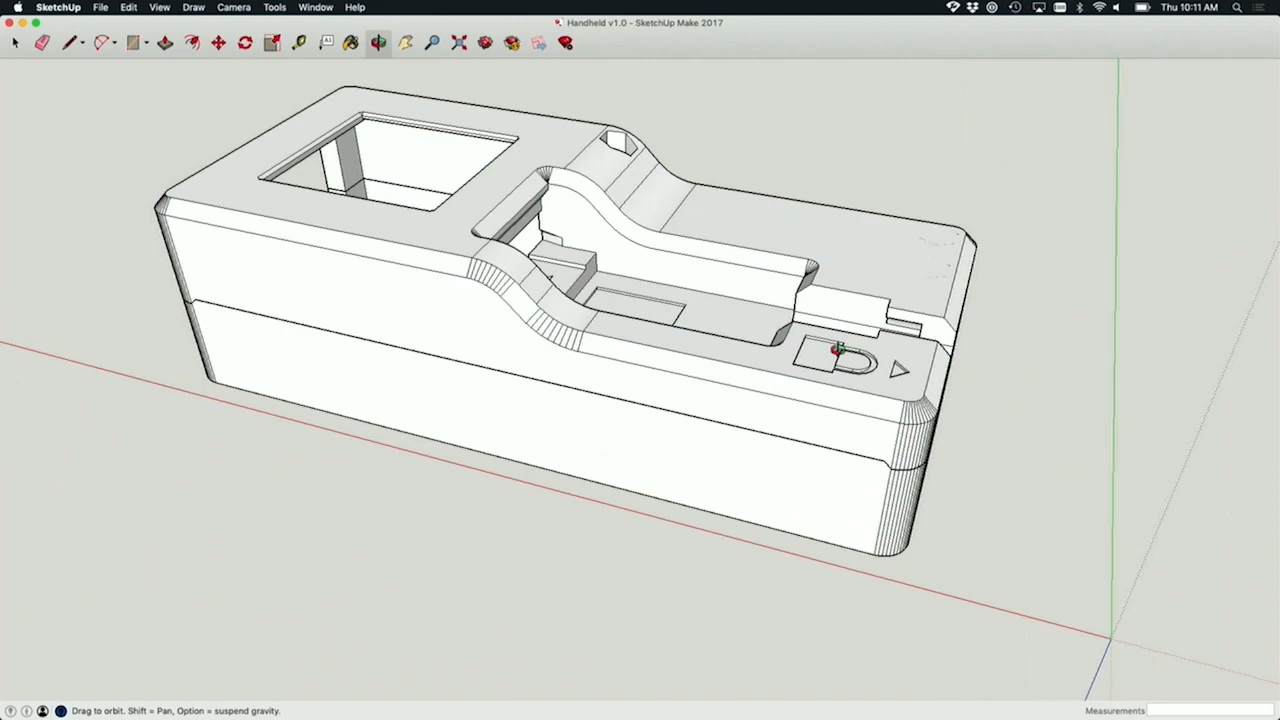 SketchUp File Edit View Draw Camera Tools Window Help Thu 10:11 AM
Handheld v1.0 - SketchUp Make 2017
A1
Drag to orbit. Shift = Pan, Option = suspend gravity. Measurements